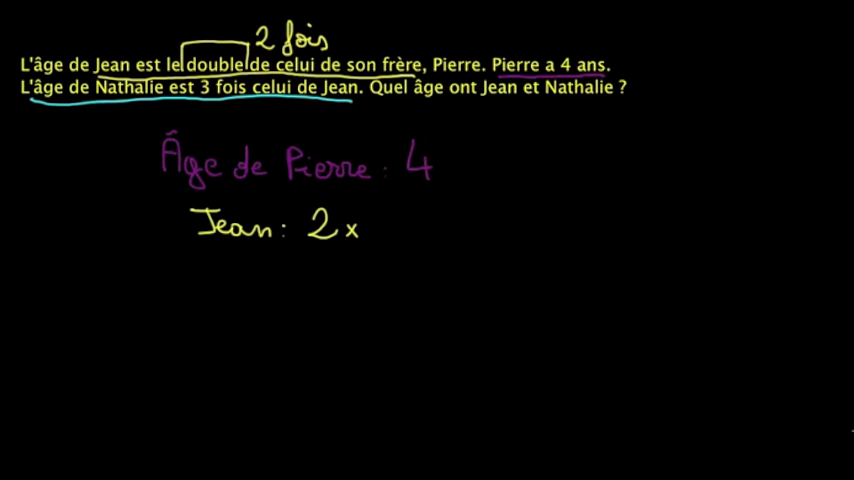 2 fois
L'âge de Jean est le double de celui de son frère, Pierre. Pierre a 4 ans.
L'âge de Nathalie est 3 fois celui de Jean. Quel âge ont Jean et Nathalie ?
Âge de Pierre : 4
Jean : 2 x